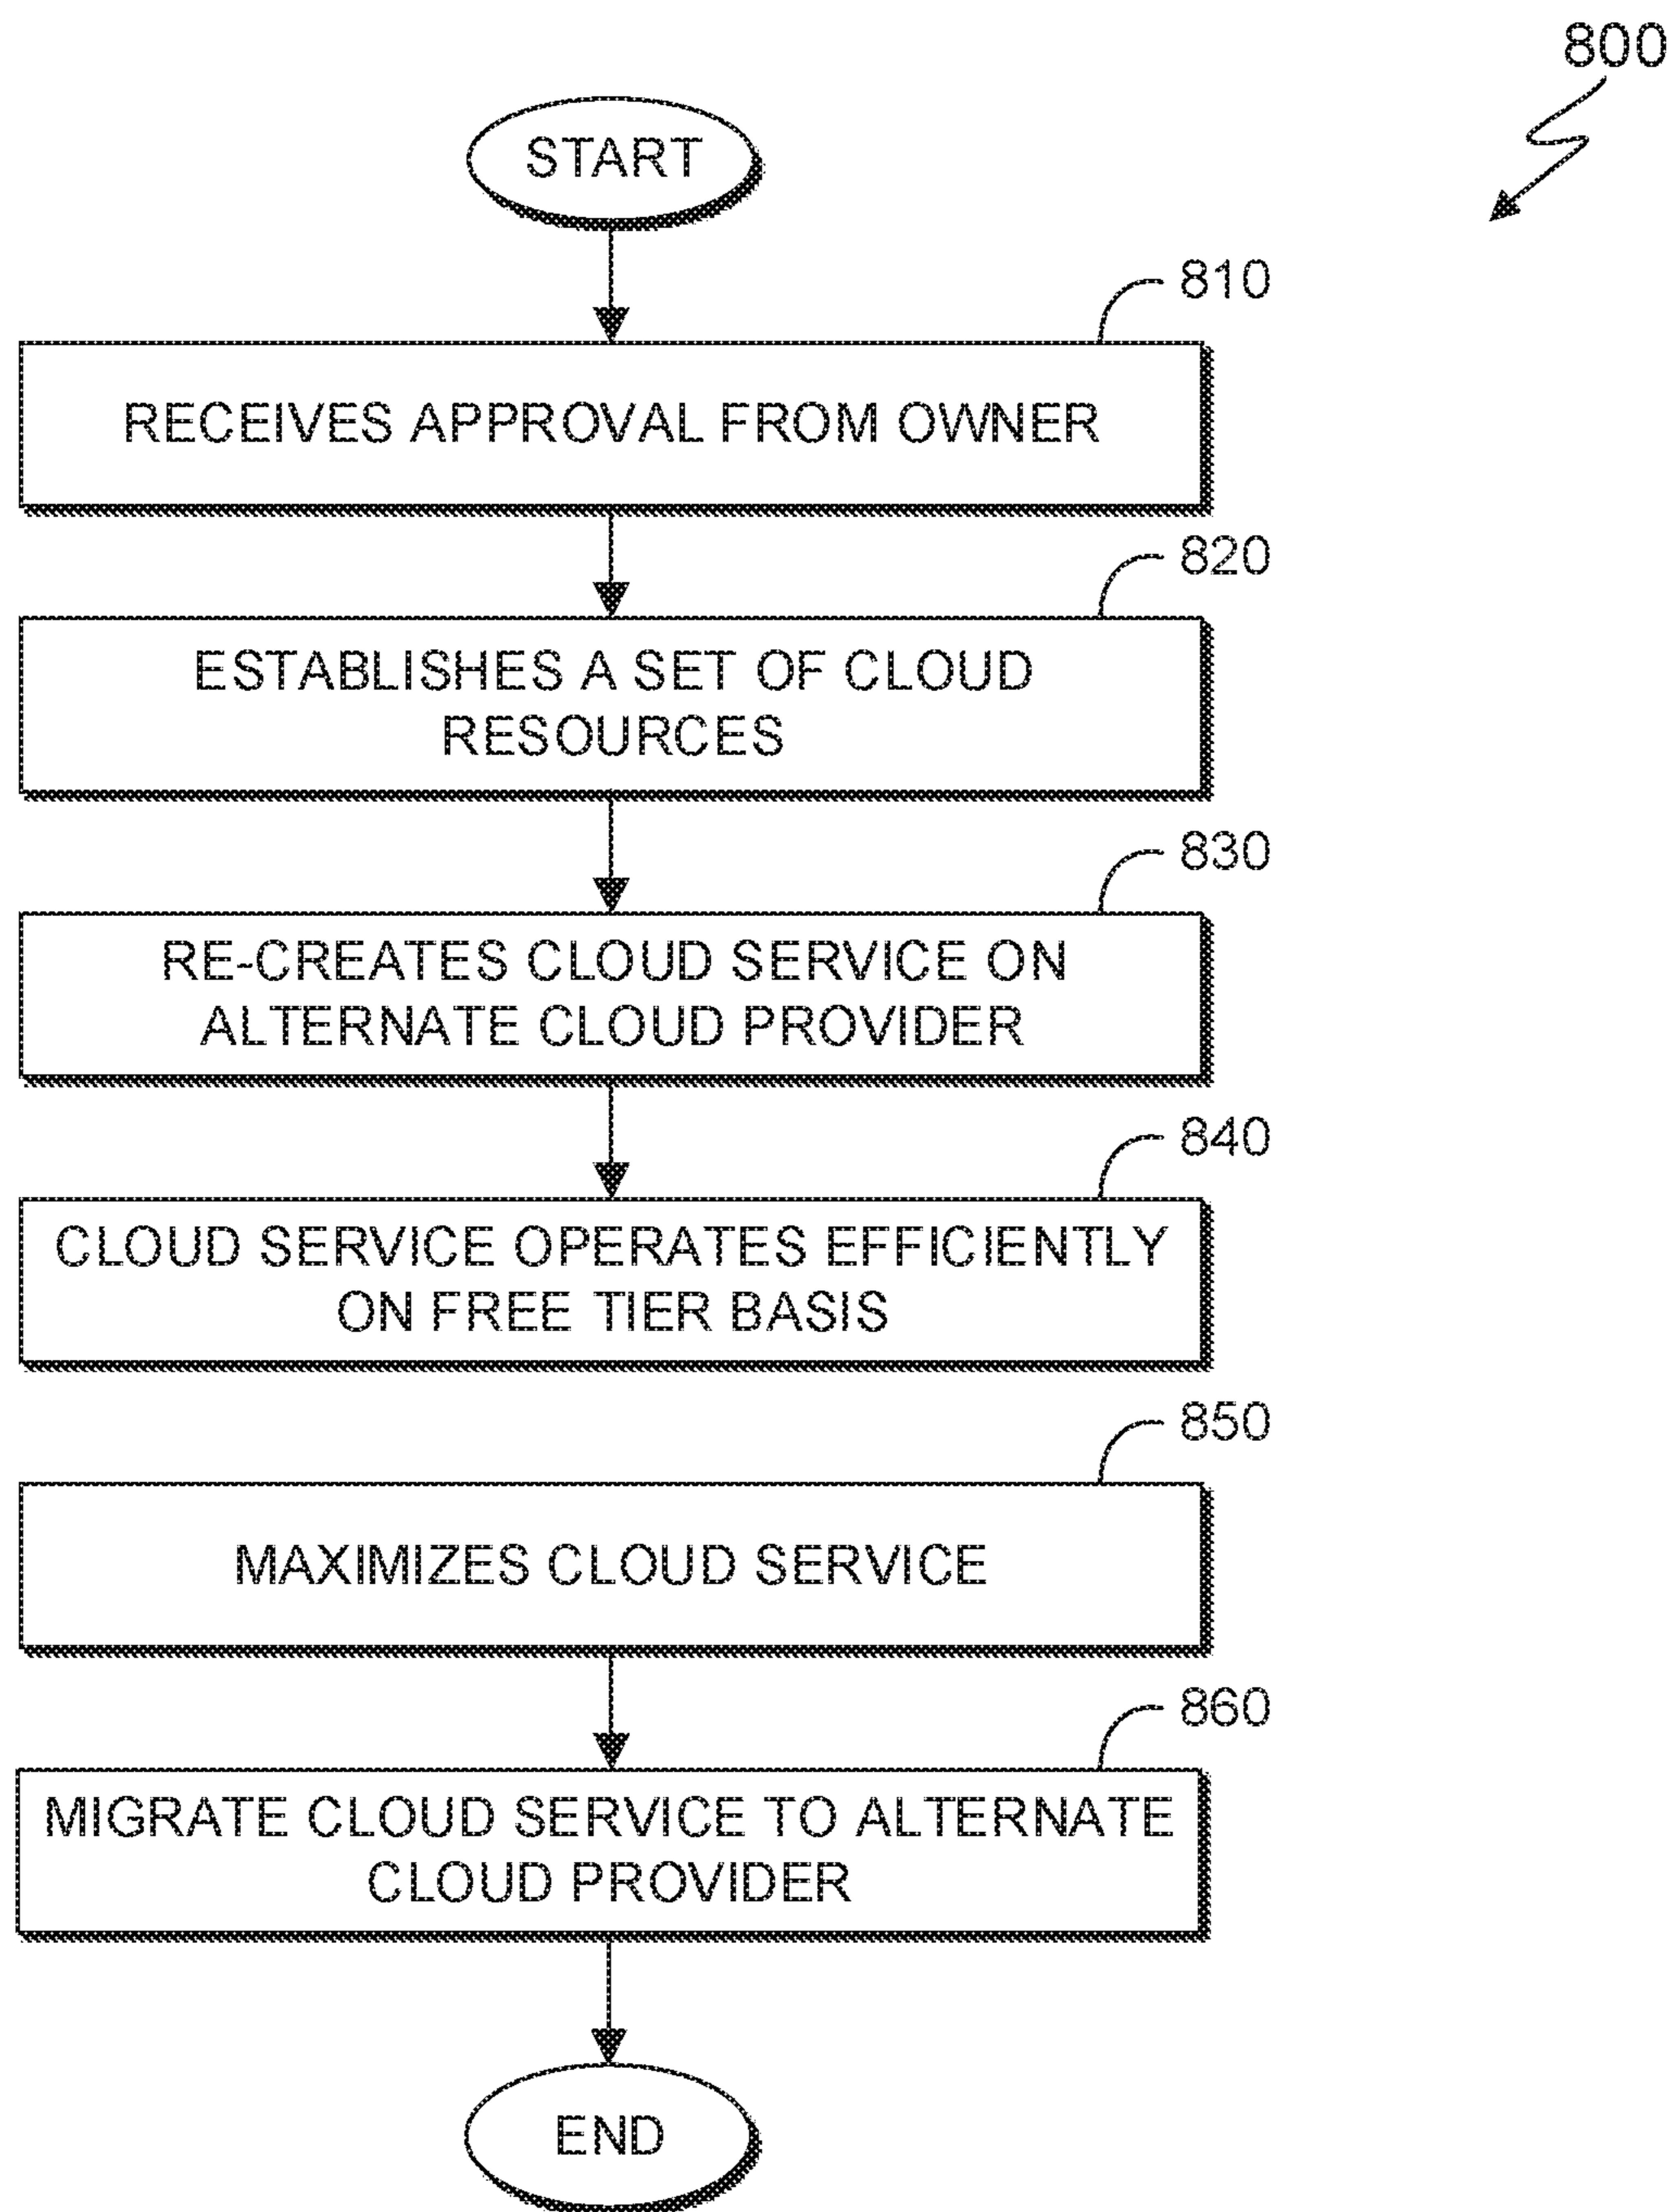 800
START
810
RECEIVES APPROVAL FROM OWNER
820
ESTABLISHES A SET OF CLOUD
RESOURCES
830
RE-CREATES CLOUD SERVICE ON
ALTERNATE CLOUD PROVIDER
840
CLOUD SERVICE OPERATES EFFICIENTLY
ON FREE TIER BASIS
850
MAXIMIZES CLOUD SERVICE
860
MIGRATE CLOUD SERVICE TO ALTERNATE
CLOUD PROVIDER
END